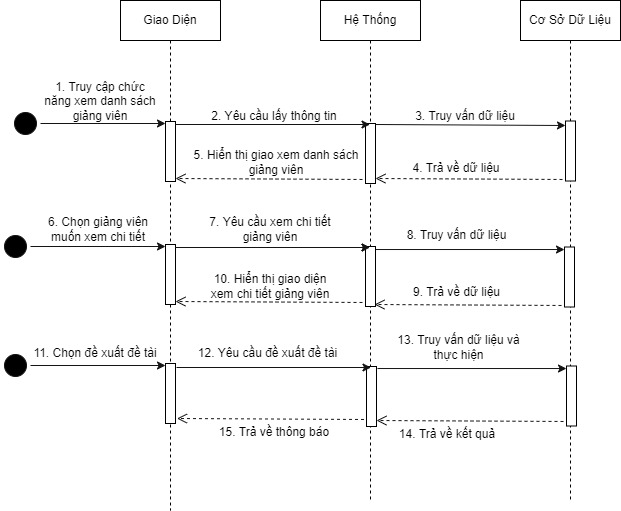 Giao Diện
Hệ Thống
Cơ Sở Dữ Liệu
1. Truy cập chức
năng xem danh sách
giảng viên
2. Yêu cầu lấy thông tin
3. Truy vấn dữ liệu
4. Trả về dữ liệu
5. Hiển thị giao xem danh sách
giảng viên
6. Chọn giảng viên
muốn xem chi tiết
7. Yêu cầu xem chi tiết
giảng viên
8. Truy vấn dữ liệu
9. Trả về dữ liệu
10. Hiển thị giao diện
xem chi tiết giảng viên
11. Chọn đề xuất đề tài
12. Yêu cầu đề xuất đề tài
13. Truy vấn dữ liệu và
thực hiện
14. Trả về kết quả
15. Trả về thông báo